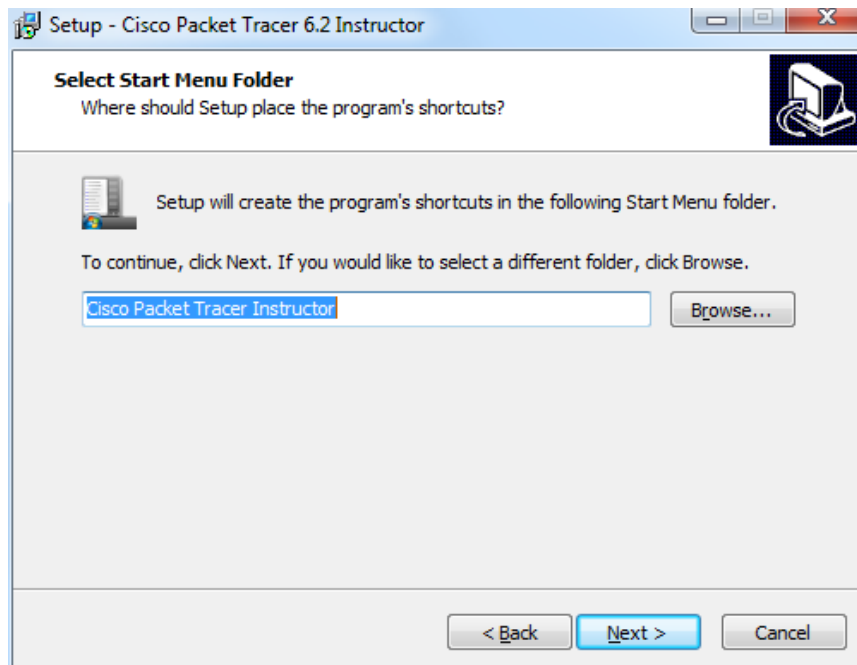 Setup - Cisco Packet Tracer 6.2 Instructor
Select Start Menu Folder
Where should Setup place the program's shortcuts?
Setup will create the program's shortcuts in the following Start Menu folder.
To continue, click Next. If you would like to select a different folder, click Browse.
Cisco Packet Tracer Instructor
Browse...
< Back
Next >
Cancel